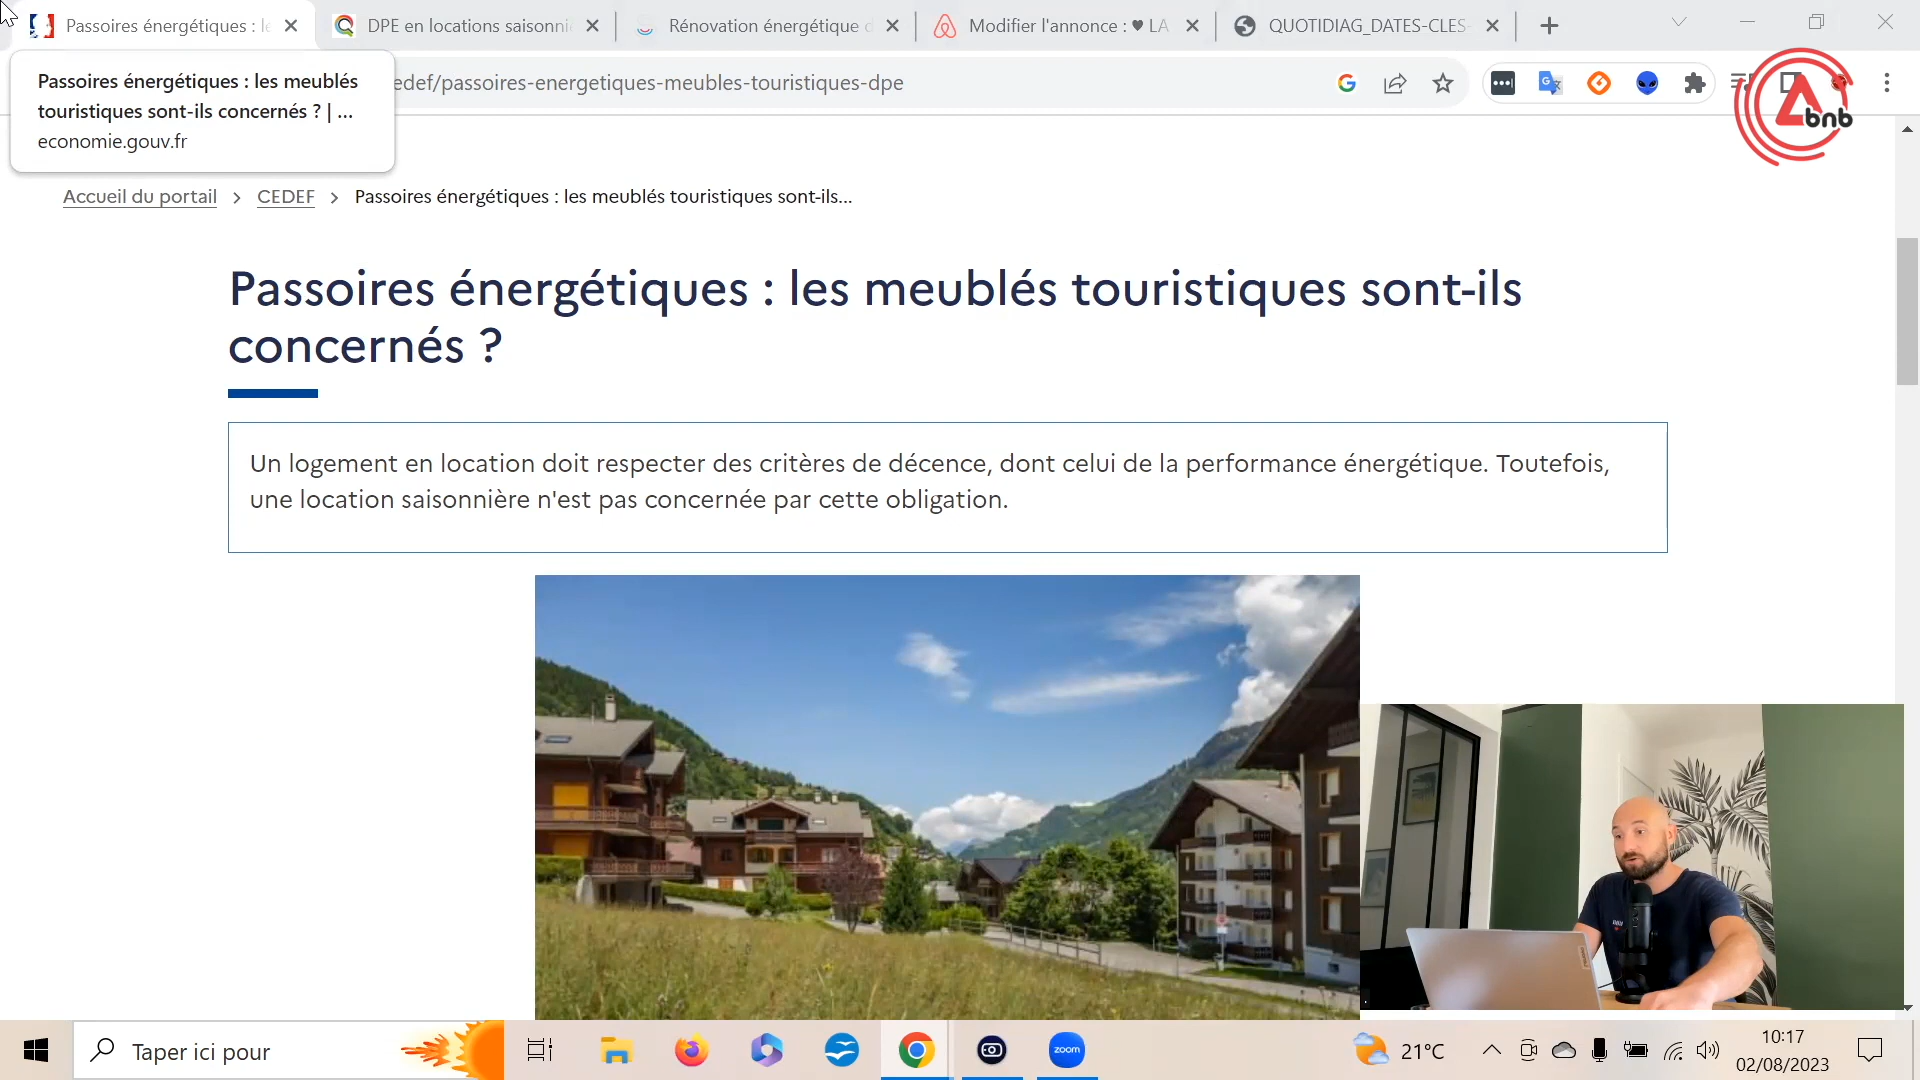 Passoires énergétiques : le
DPE en locations saisonni
Rénovation énergétique d
Modifier l'annonce : ♥ LA
QUOTIDIAG_DATES-CLES-
Passoires énergétiques : les meublés
touristiques sont-ils concernés ? | ...
economie.gouv.fr
edef/passoires-energetiques-meubles-touristiques-dpe
bnb
Accueil du portail > CEDEF > Passoires énergétiques : les meublés touristiques sont-ils...
Passoires énergétiques : les meublés touristiques sont-ils
concernés ?
Un logement en location doit respecter des critères de décence, dont celui de la performance énergétique. Toutefois,
une location saisonnière n'est pas concernée par cette obligation.
Taper ici pour
zoom
21°C
10:17
02/08/2023